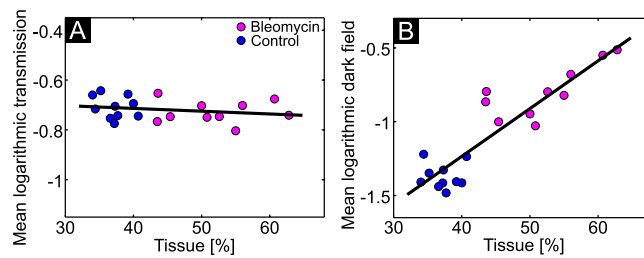 A
Bleomycin
Control
Mean logarithmic transmission
-0.4
-0.6
-0.8
-1
30 40 50 60
Tissue [%]
B
Mean logarithmic dark field
-0.5
-1
-1.5
30 40 50 60
Tissue [%]